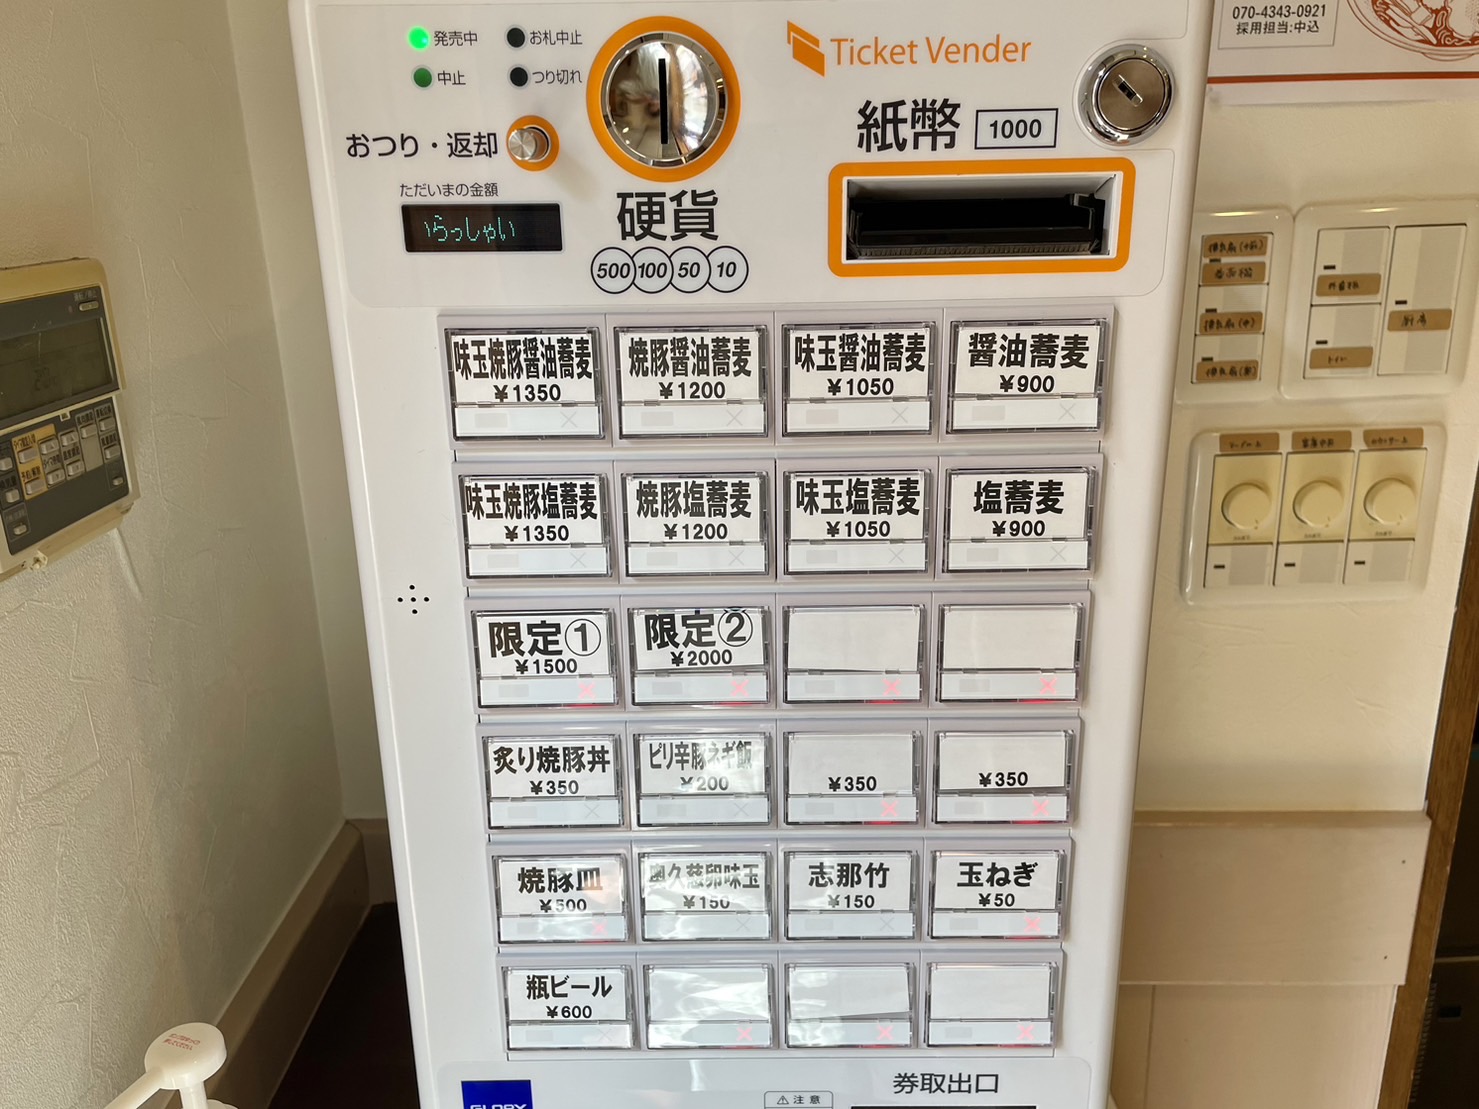 発売中
お札中止
中止
つり切れ
おつり・返却
ただいまの金額
いらっしゃい
硬貨
500 100 50 10
Ticket Vender
紙幣 1000
070-4343-0921
採用担当:中込
味玉焼豚醤油蕎麦
¥1350
焼豚醤油蕎麦
¥1200
味玉醤油蕎麦
¥1050
醤油蕎麦
¥900
味玉焼豚塩蕎麦
¥1350
焼豚塩蕎麦
¥1200
味玉塩蕎麦
¥1050
塩蕎麦
¥900
限定①
¥1500
限定②
¥2000
炙り焼豚丼
¥350
ピリ辛豚ネギ飯
¥200
¥350
¥350
焼豚皿
¥500
奥久慈卵味玉
¥150
志那竹
¥150
玉ねぎ
¥50
瓶ビール
¥600
GLORY
⚠注意
券取出口